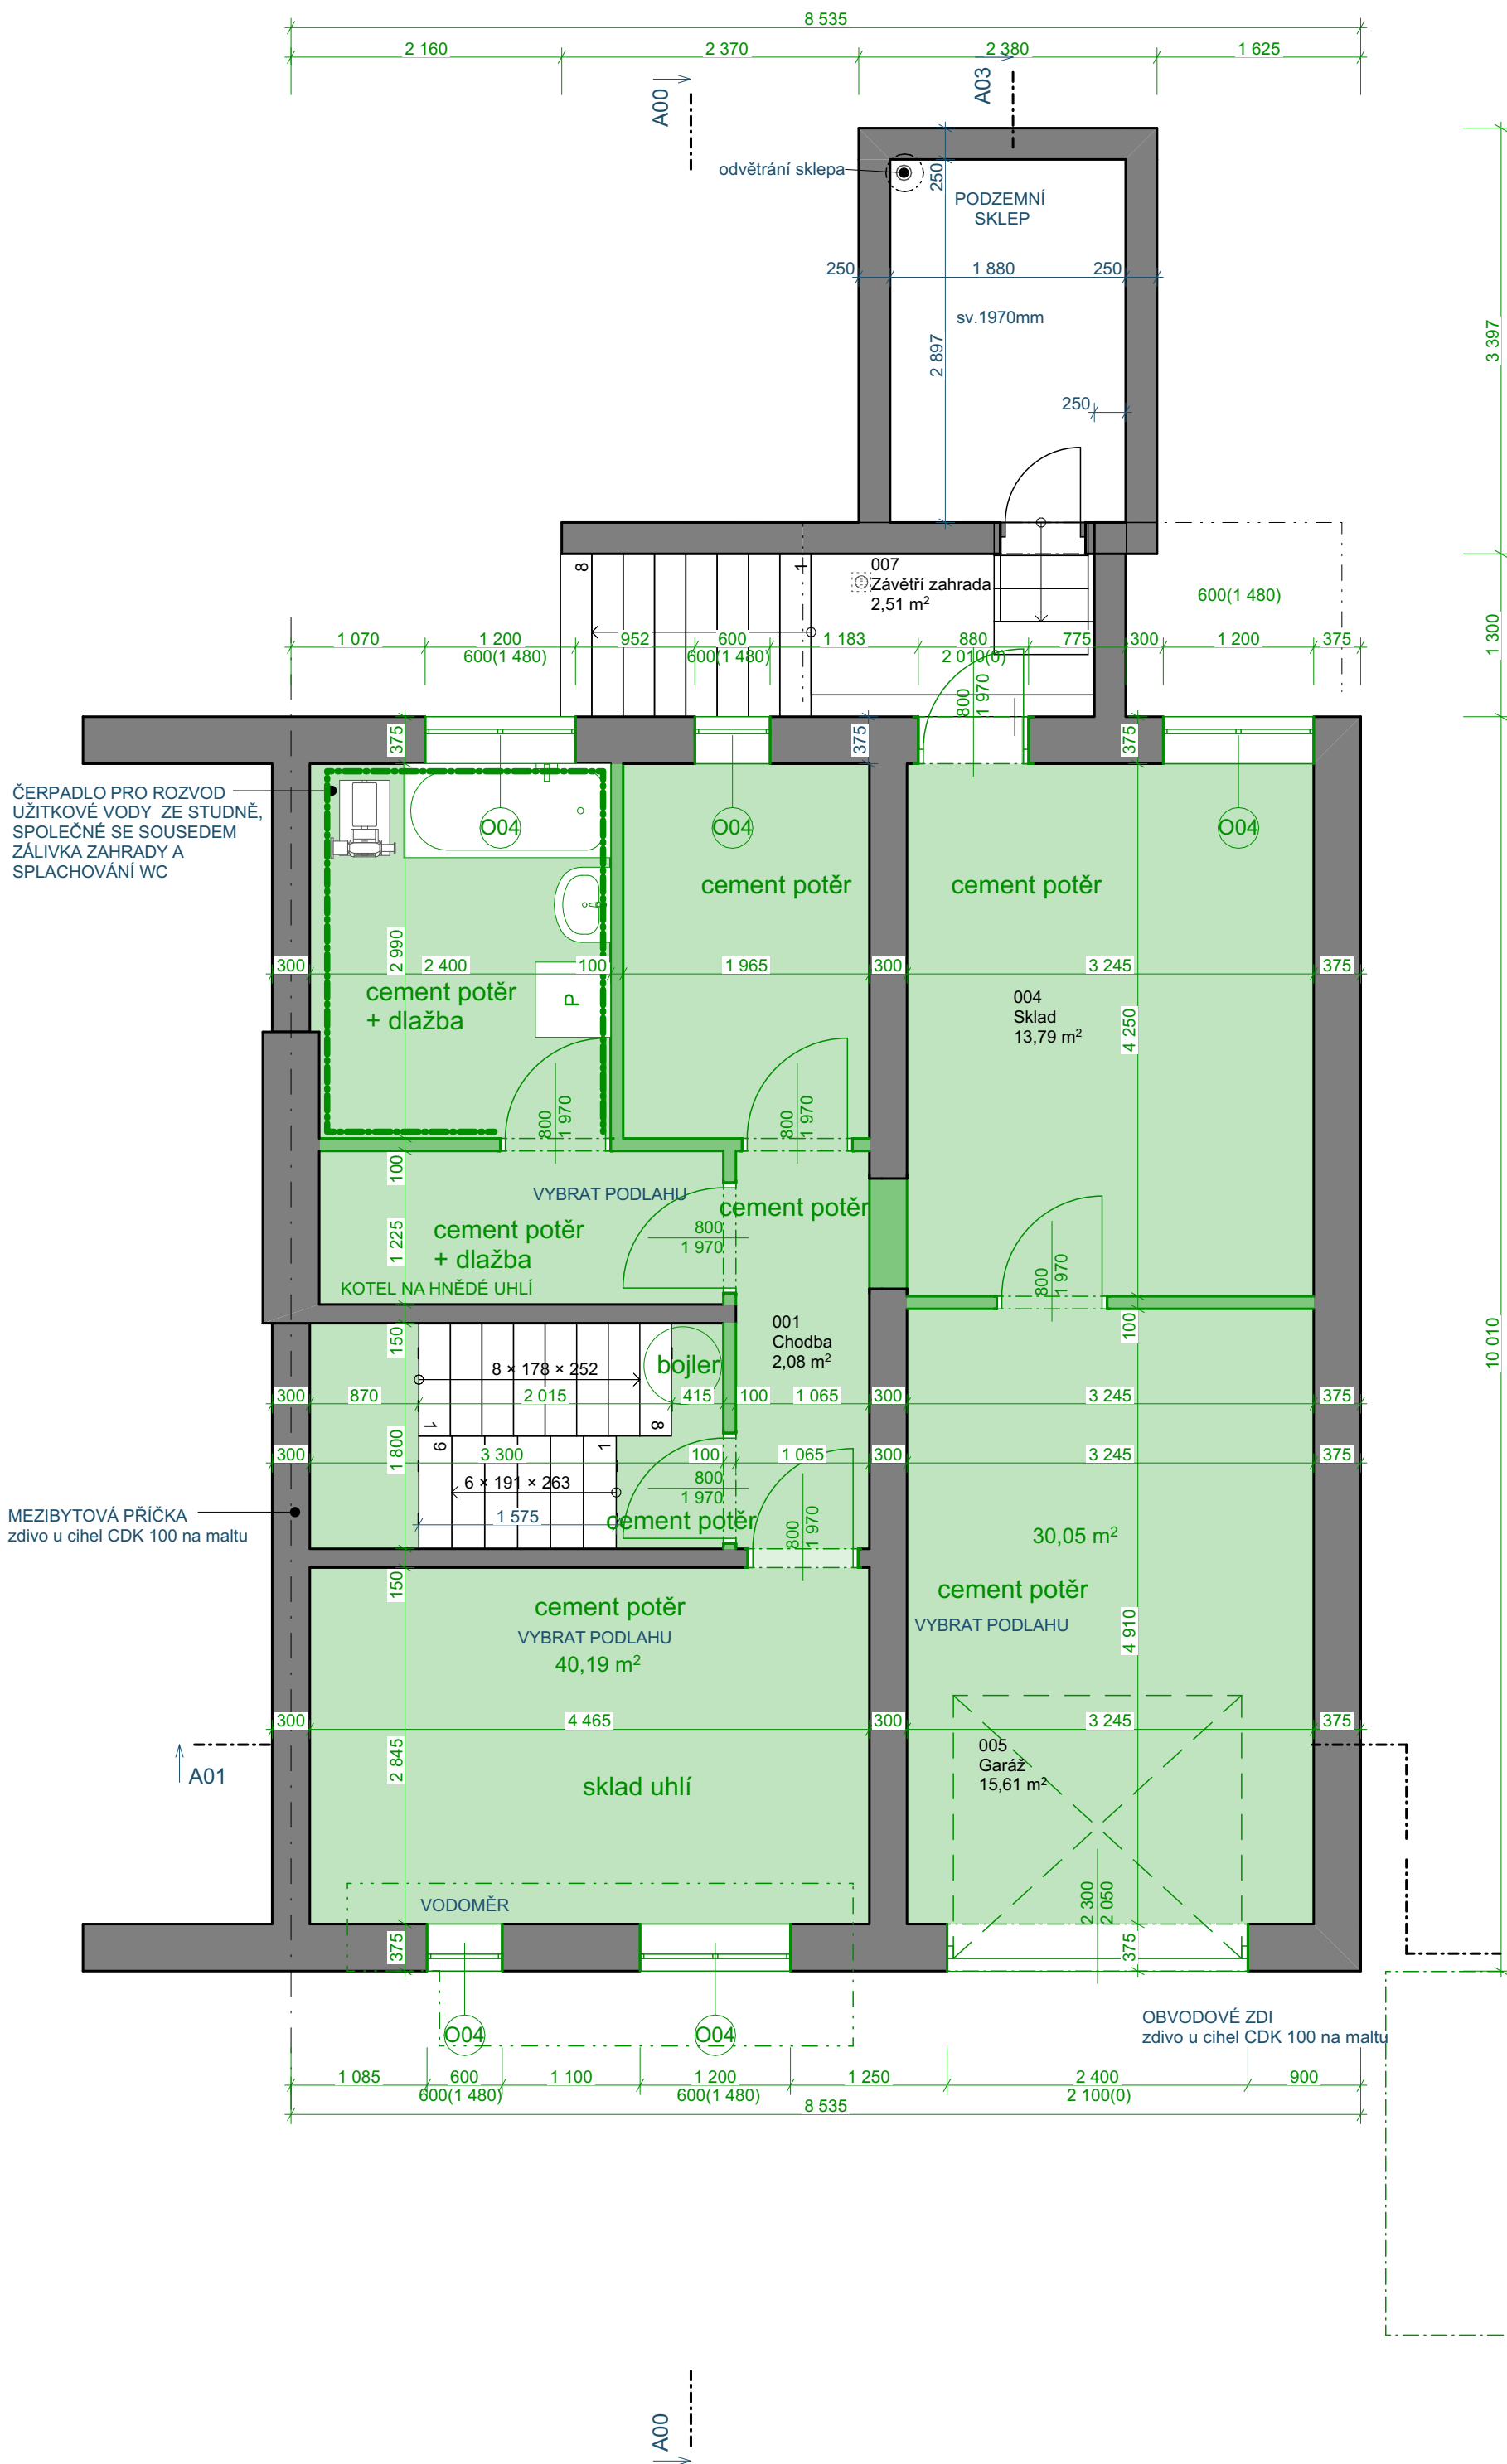 8 535
2 160
2 370
2 380
1 625
A00
A03
odvětrání sklepa
250
PODZEMNÍ
SKLEP
250
1 880
250
sv.1970mm
2 897
250
3 397
8
1
007
Závětří zahrada
2,51 m²
600(1 480)
1 300
1 070
1 200
952
600
1 183
880
775
300
1 200
375
600(1 480)
600(1 480)
2 010(0)
800
1 970
375
375
375
ČERPADLO PRO ROZVOD
UŽITKOVÉ VODY ZE STUDNĚ,
SPOLEČNÉ SE SOUSEDEM
ZÁLIVKA ZAHRADY A
SPLACHOVÁNÍ WC
O04
O04
O04
cement potěr
cement potěr
2 990
300
2 400
100
1 965
300
3 245
375
cement potěr
+ dlažba
P
004
Sklad
13,79 m²
4 250
800
1 970
800
1 970
100
VYBRAT PODLAHU
cement potěr
1 225
cement potěr
+ dlažba
800
1 970
KOTEL NA HNĚDÉ UHLÍ
800
1 970
10 010
150
001
Chodba
2,08 m²
100
bojler
8 × 178 × 252
300
870
2 015
415
100
1 065
300
3 245
375
1
8
9
1
300
1 800
3 300
100
1 065
300
3 245
375
6 × 191 × 263
800
1 970
MEZIBYTOVÁ PŘÍČKA
zdivo u cihel CDK 100 na maltu
1 575
cement potěr
800
1 970
30,05 m²
150
cement potěr
cement potěr
VYBRAT PODLAHU
VYBRAT PODLAHU
40,19 m²
4 910
300
4 465
300
3 245
375
A01
2 845
005
Garáž
15,61 m²
sklad uhlí
VODOMĚR
2 300
2 050
375
375
O04
O04
OBVODOVÉ ZDI
zdivo u cihel CDK 100 na maltu
1 085
600
1 100
1 200
1 250
2 400
900
600(1 480)
600(1 480)
2 100(0)
8 535
A00